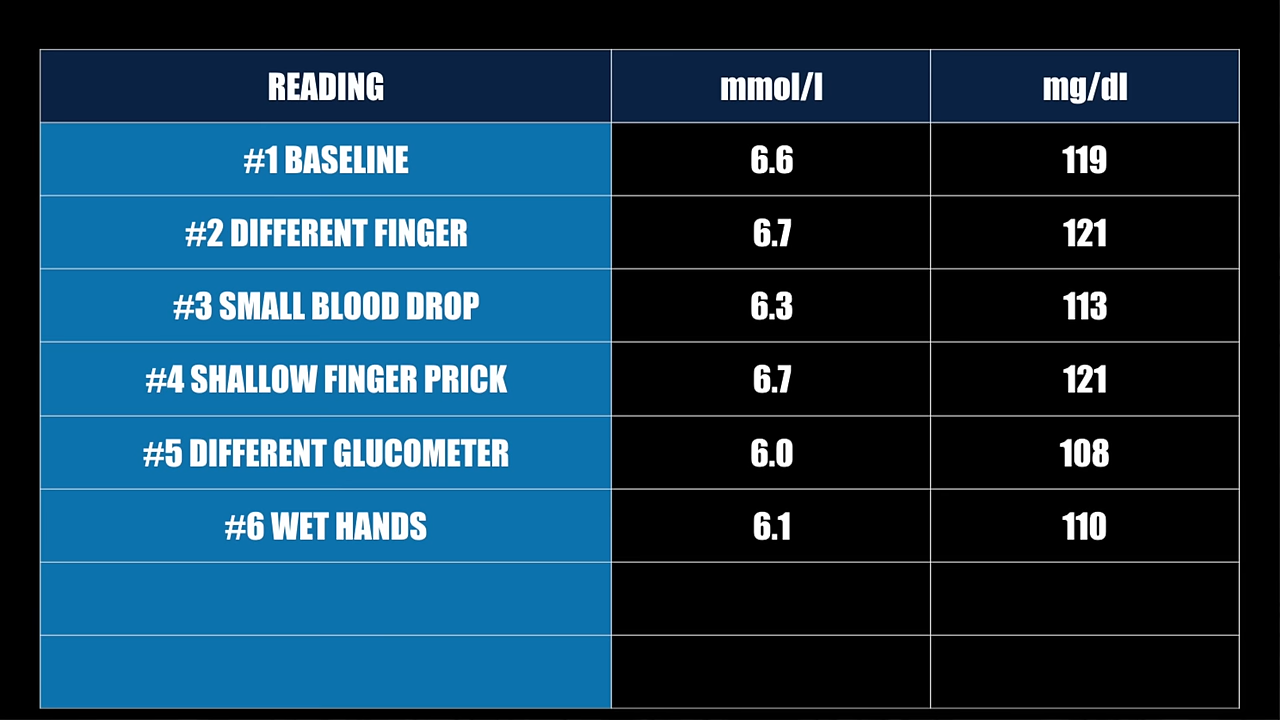 READING mmol/l mg/dl
#1 BASELINE 6.6 119
#2 DIFFERENT FINGER 6.7 121
#3 SMALL BLOOD DROP 6.3 113
#4 SHALLOW FINGER PRICK 6.7 121
#5 DIFFERENT GLUCOMETER 6.0 108
#6 WET HANDS 6.1 110